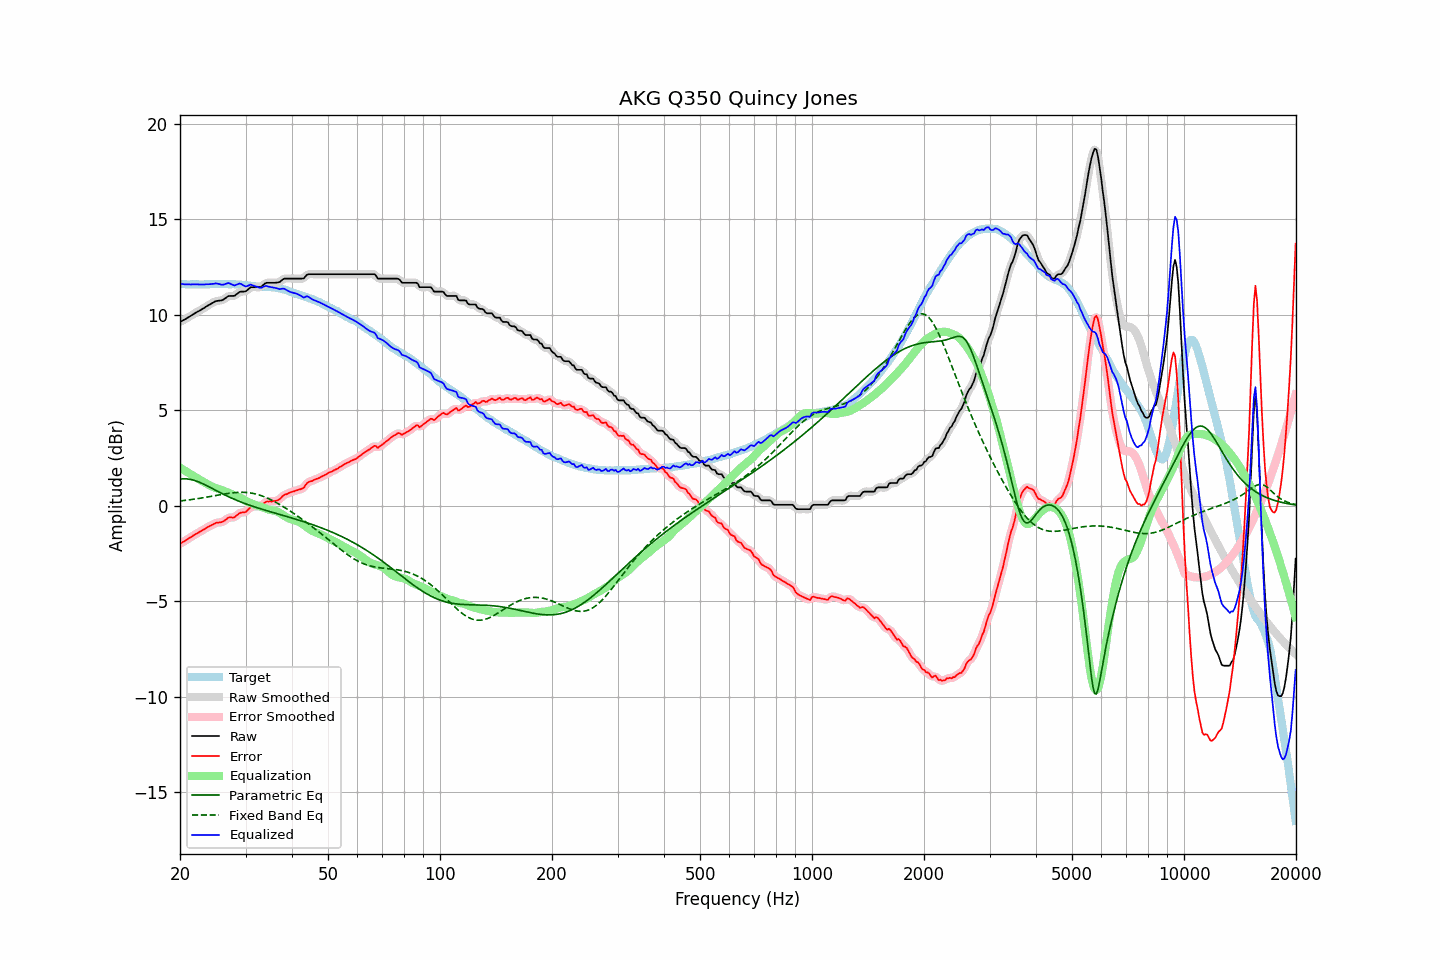 AKG Q350 Quincy Jones
20
15
10
5
0
−5
−10
−15
Amplitude (dBr)
Target
Raw Smoothed
Error Smoothed
Raw
Error
Equalization
Parametric Eq
Fixed Band Eq
Equalized
20 50 100 200 500 1000 2000 5000 10000 20000
Frequency (Hz)